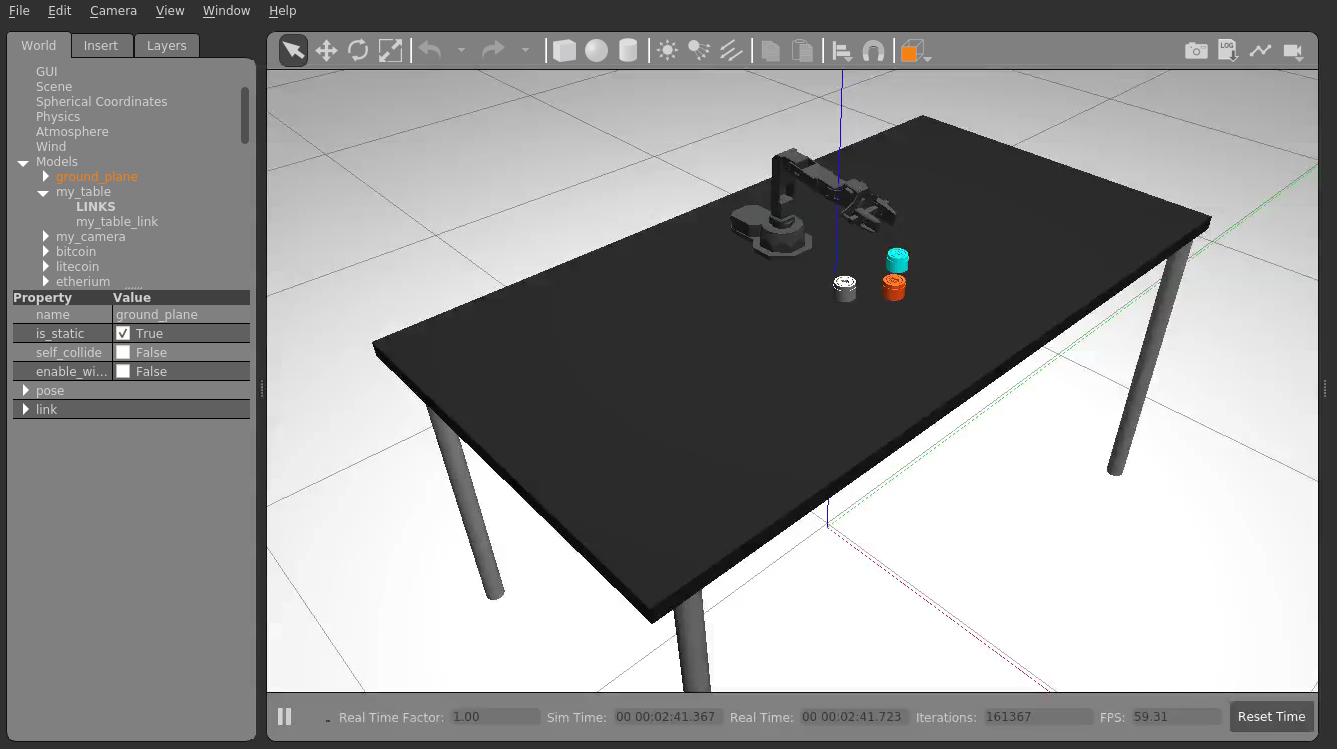 File Edit Camera View Window Help
World Insert Layers
GUI
Scene
Spherical Coordinates
Physics
Atmosphere
Wind
Models
ground_plane
my_table
LINKS
my_table_link
my_camera
bitcoin
litecoin
etherium
Property Value
name ground_plane
is_static True
self_collide False
enable_wi... False
pose
link
LOG
Real Time Factor: 1.00 Sim Time: 00 00:02:41.367 Real Time: 00 00:02:41.723 Iterations: 161367 FPS: 59.31 Reset Time